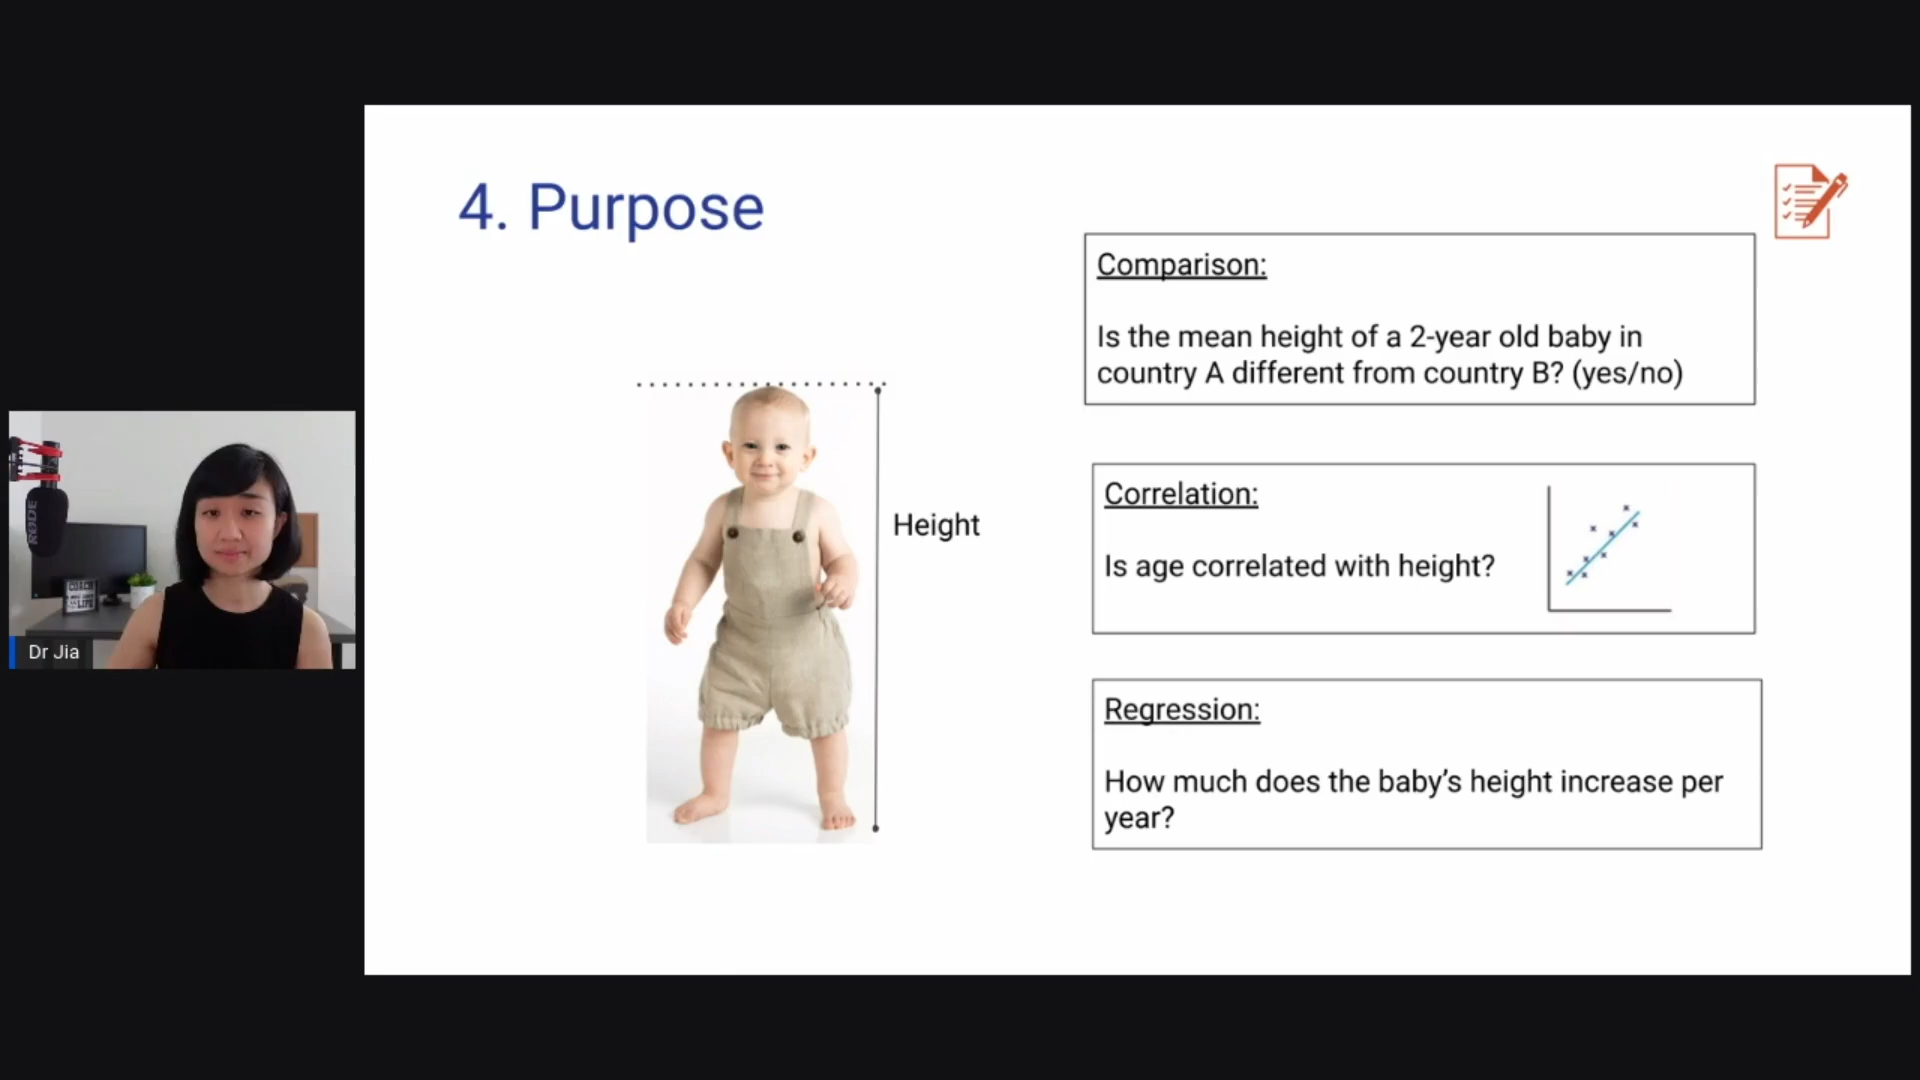 4. Purpose
Comparison:
Is the mean height of a 2-year old baby in
country A different from country B? (yes/no)
Height
Correlation:
Is age correlated with height?
Regression:
How much does the baby's height increase per
year?
RØDE
Dr Jia